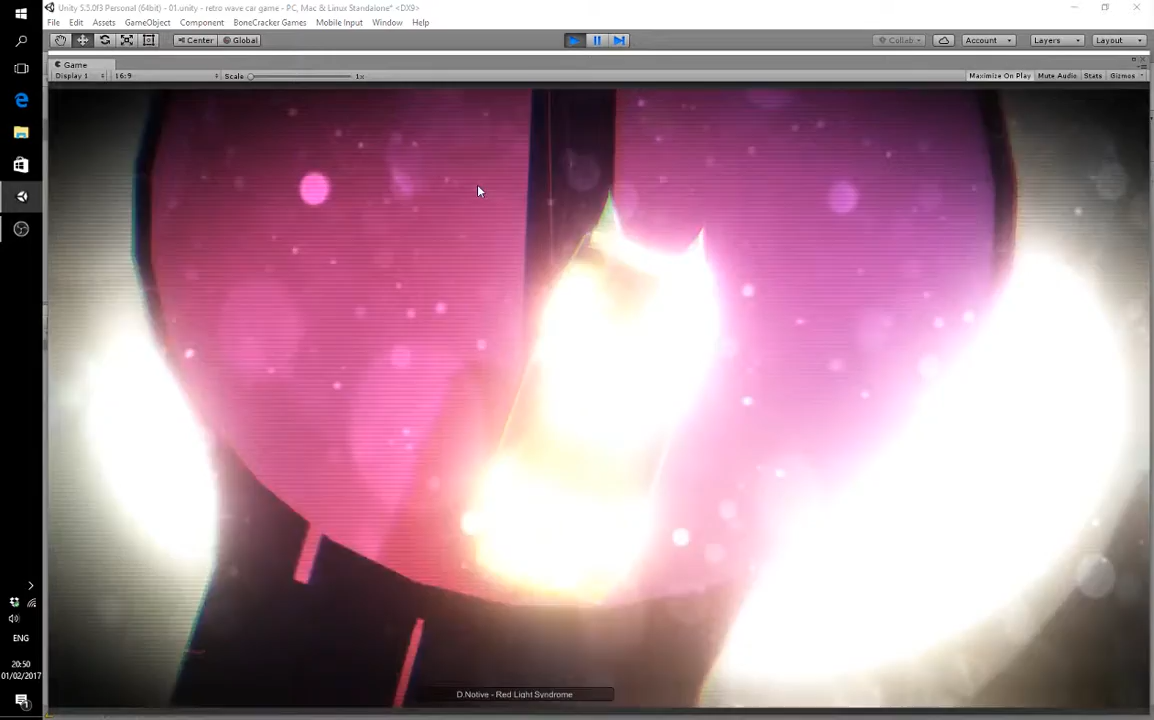 Unity 5.5.0f3 Personal (64bit) - 01.unity - retro wave car game - PC, Mac & Linux Standalone* <DX9>
File Edit Assets GameObject Component BoneCracker Games Mobile Input Window Help
Center Global Collab Account Layers Layout
Game
Display 1 16:9 Scale 1x Maximize On Play Mute Audio Stats Gizmos
ENG
20:50
01/02/2017
D.Notive - Red Light Syndrome